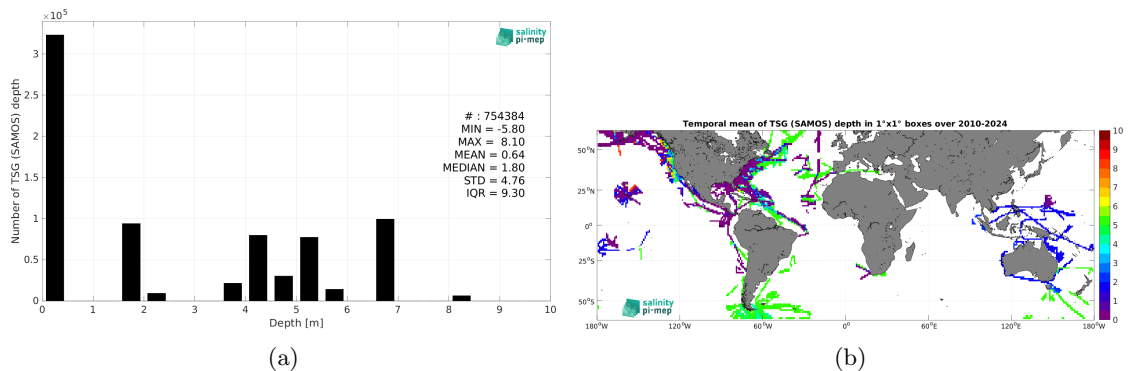 ×10⁵
salinity
pi-mep
# : 754384
MIN = -5.80
MAX = 8.10
MEAN = 0.64
MEDIAN = 1.80
STD = 4.76
IQR = 9.30
Number of TSG (SAMOS) depth
3
2.5
2
1.5
1
0.5
0
0 1 2 3 4 5 6 7 8 9 10
Depth [m]
(a)
Temporal mean of TSG (SAMOS) depth in 1°x1° boxes over 2010-2024
50°N
25°N
0°
25°S
50°S
180°W 120°W 60°W 0° 60°E 120°E 180°E
salinity
pi-mep
10
9
8
7
6
5
4
3
2
1
0
(b)